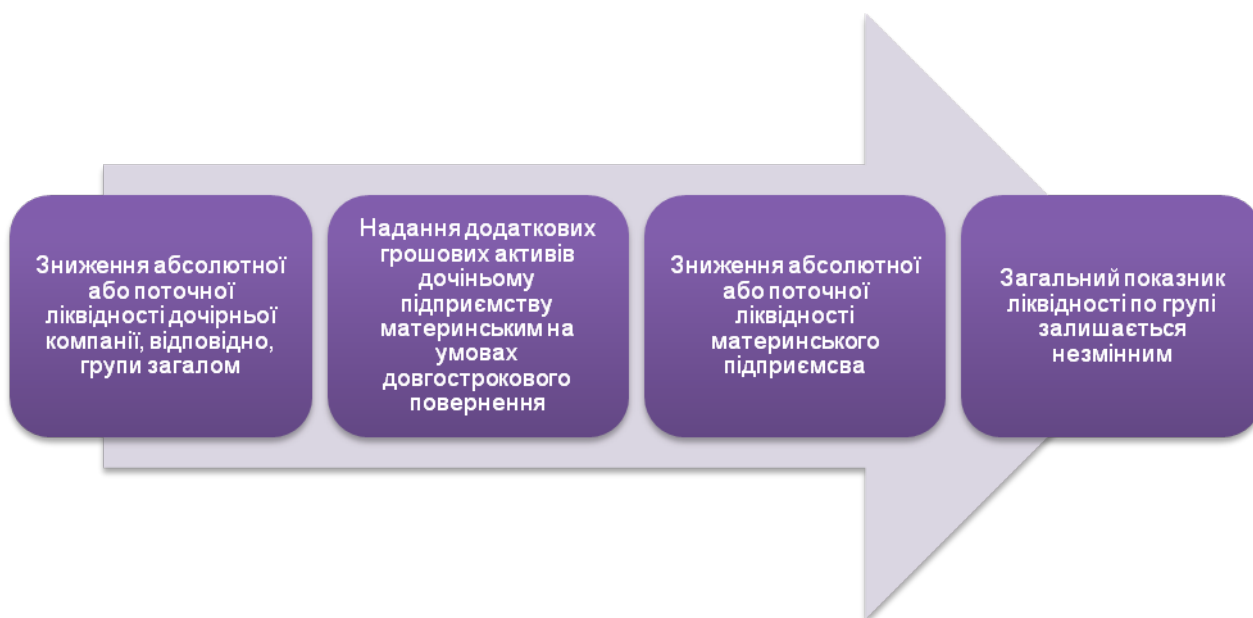 Зниження абсолютної
або поточної
ліквідності дочірньої
компанії, відповідно,
групи загалом
Надання додаткових
грошових активів
дочіньому
підприємству
материнським на
умовах
довгострокового
повернення
Зниження абсолютної
або поточної
ліквідності
материнського
підприємсва
Загальний показник
ліквідності по групі
залишається
незмінним